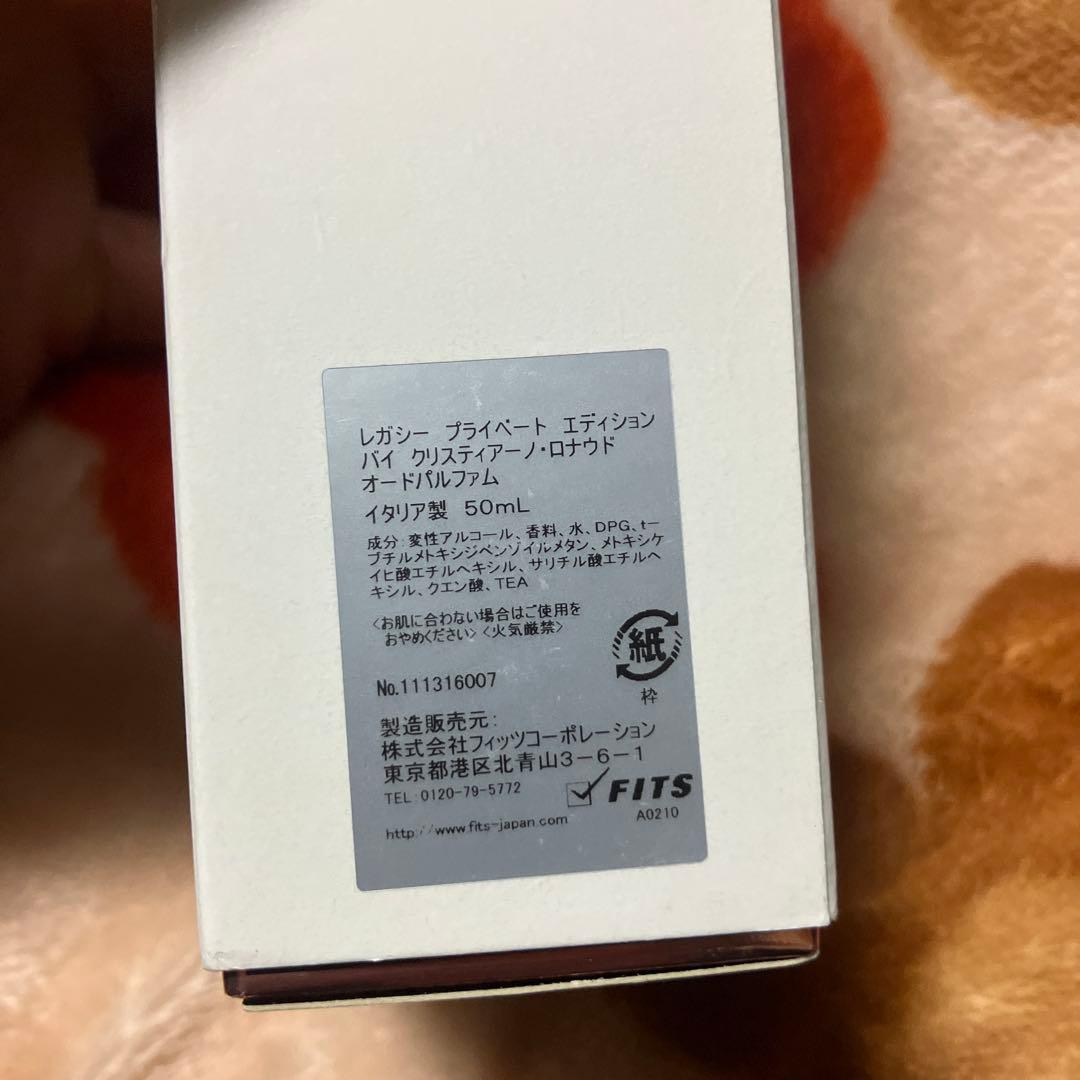 レガシー プライベート エディション
バイ クリスティアーノ・ロナウド
オードパルファム
イタリア製 50mL
成分:変性アルコール、香料、水、DPG、t-
ブチルメトキシジベンゾイルメタン、メトキシケ
イヒ酸エチルヘキシル、サリチル酸エチルヘ
キシル、クエン酸、TEA
<お肌に合わない場合はご使用を
おやめください> <火気厳禁>
紙
枠
No.111316007
製造販売元:
株式会社フィッツコーポレーション
東京都港区北青山3-6-1
TEL:0120-79-5772
FITS
http://www.fits-japan.com
A0210